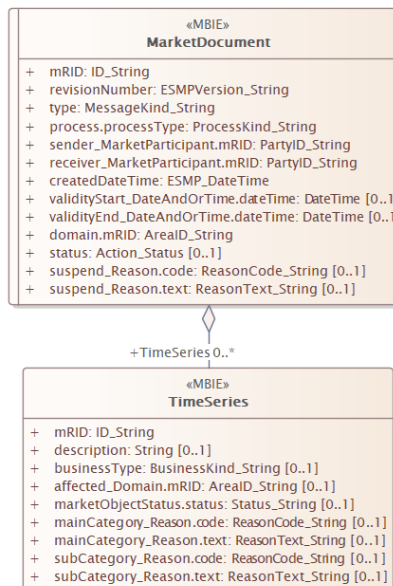 «MBIE»
MarketDocument
+ mRID: ID_String
+ revisionNumber: ESMPVersion_String
+ type: MessageKind_String
+ process.processType: ProcessKind_String
+ sender_MarketParticipant.mRID: PartyID_String
+ receiver_MarketParticipant.mRID: PartyID_String
+ createdDateTime: ESMP_DateTime
+ validityStart_DateAndOrTime.dateTime: DateTime [0..1
+ validityEnd_DateAndOrTime.dateTime: DateTime [0..1
+ domain.mRID: AreaID_String
+ status: Action_Status [0..1]
+ suspend_Reason.code: ReasonCode_String [0..1]
+ suspend_Reason.text: ReasonText_String [0..1]
+TimeSeries 0..*
«MBIE»
TimeSeries
+ mRID: ID_String
+ description: String [0..1]
+ businessType: BusinessKind_String [0..1]
+ affected_Domain.mRID: AreaID_String [0..1]
+ marketObjectStatus.status: Status_String [0..1]
+ mainCategory_Reason.code: ReasonCode_String [0..1]
+ mainCategory_Reason.text: ReasonText_String [0..1]
+ subCategory_Reason.code: ReasonCode_String [0..1]
+ subCategory_Reason.text: ReasonText_String [0..1]